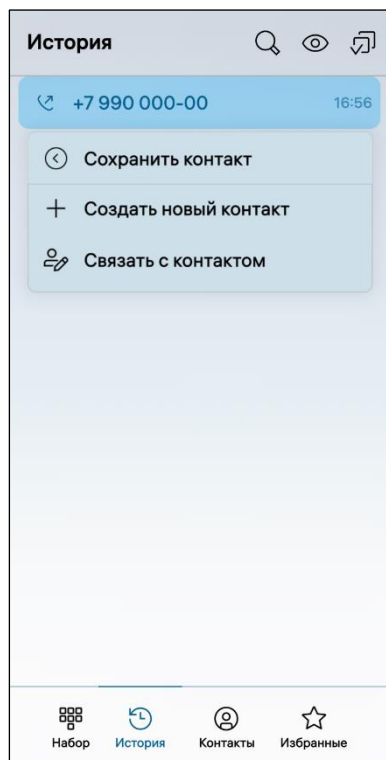 История
+7 990 000-00 16:56
Сохранить контакт
Создать новый контакт
Связать с контактом
Набор История Контакты Избранные